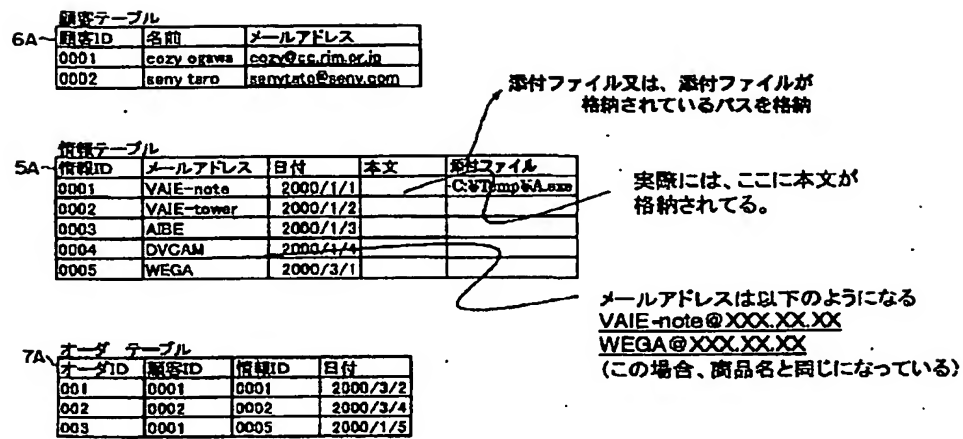 顧客テーブル
6A 顧客ID 名前 メールアドレス
0001 cozy ogawa cozy@cc.rim.or.jp
0002 seny taro senytato@seny.com
添付ファイル又は、添付ファイルが
格納されているパスを格納
情報テーブル
5A 情報ID メールアドレス 日付 本文 添付ファイル
0001 VAIE-note 2000/1/1 C:¥Temp¥A.exe
0002 VAIE-tower 2000/1/2
0003 AIBE 2000/1/3
0004 DVCAM 2000/1/4
0005 WEGA 2000/3/1
実際には、ここに本文が
格納されてる。
メールアドレスは以下のようになる
VAIE-note@XXX.XX.XX
WEGA@XXX.XX.XX
(この場合、商品名と同じになっている)
オーダ テーブル
7A オーダID 顧客ID 情報ID 日付
001 0001 0001 2000/3/2
002 0002 0002 2000/3/4
003 0001 0005 2000/1/5